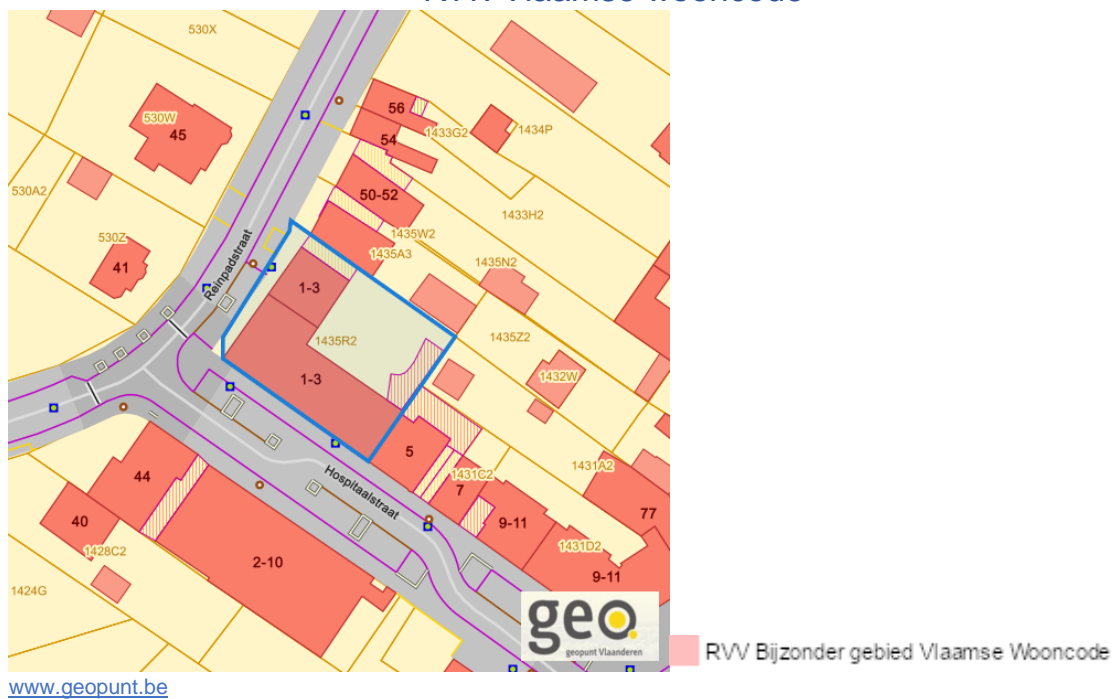 RVV Vlaamse wooncode
530X
56
1433G2
1434P
530W
45
54
530A2
50-52
1433H2
530Z
1435W2
1435A3
1435N2
41
Reinpadstraat
1-3
1435R2
1435Z2
1-3
1432W
5
1431C2
1431A2
44
Hospitaalstraat
7
77
40
9-11
1428C2
1431D2
2-10
9-11
1424G
geo
geopunt Vlaanderen
RVV Bijzonder gebied Vlaamse Wooncode
www.geopunt.be